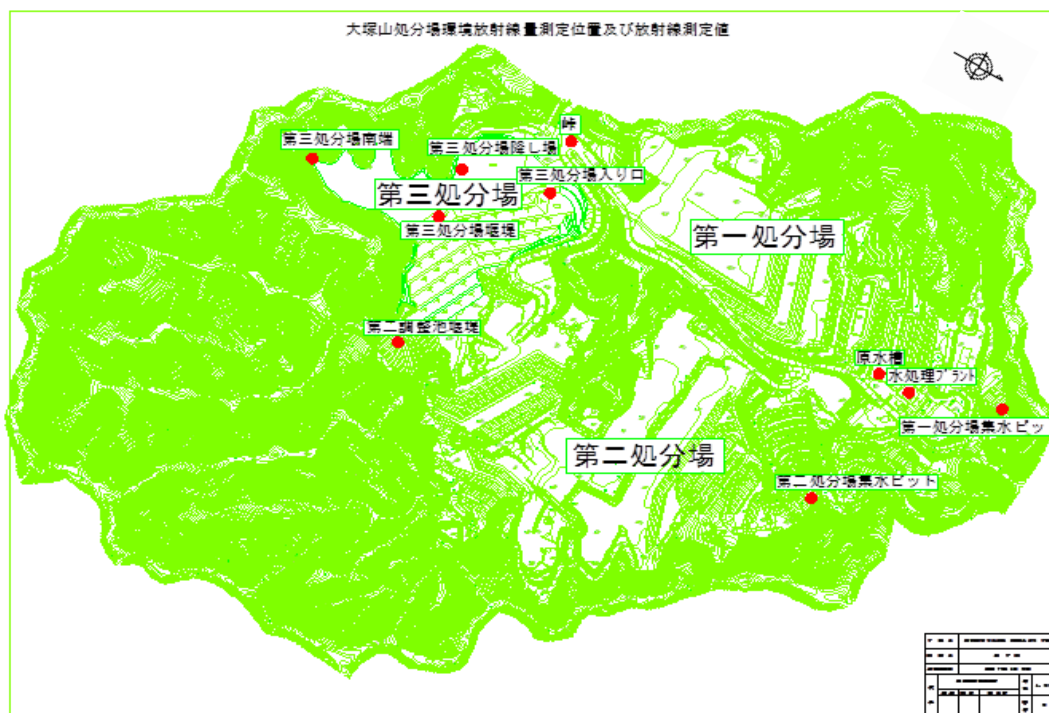 大塚山処分場環境放射線量測定位置及び放射線測定値
峠
第三処分場南端
第三処分場降し場
第三処分場入り口
第三処分場
第三処分場堰堤
第一処分場
第二調整池堰堤
原水槽
水処理プラント
第一処分場集水ピッ
第二処分場
第二処分場集水ピット